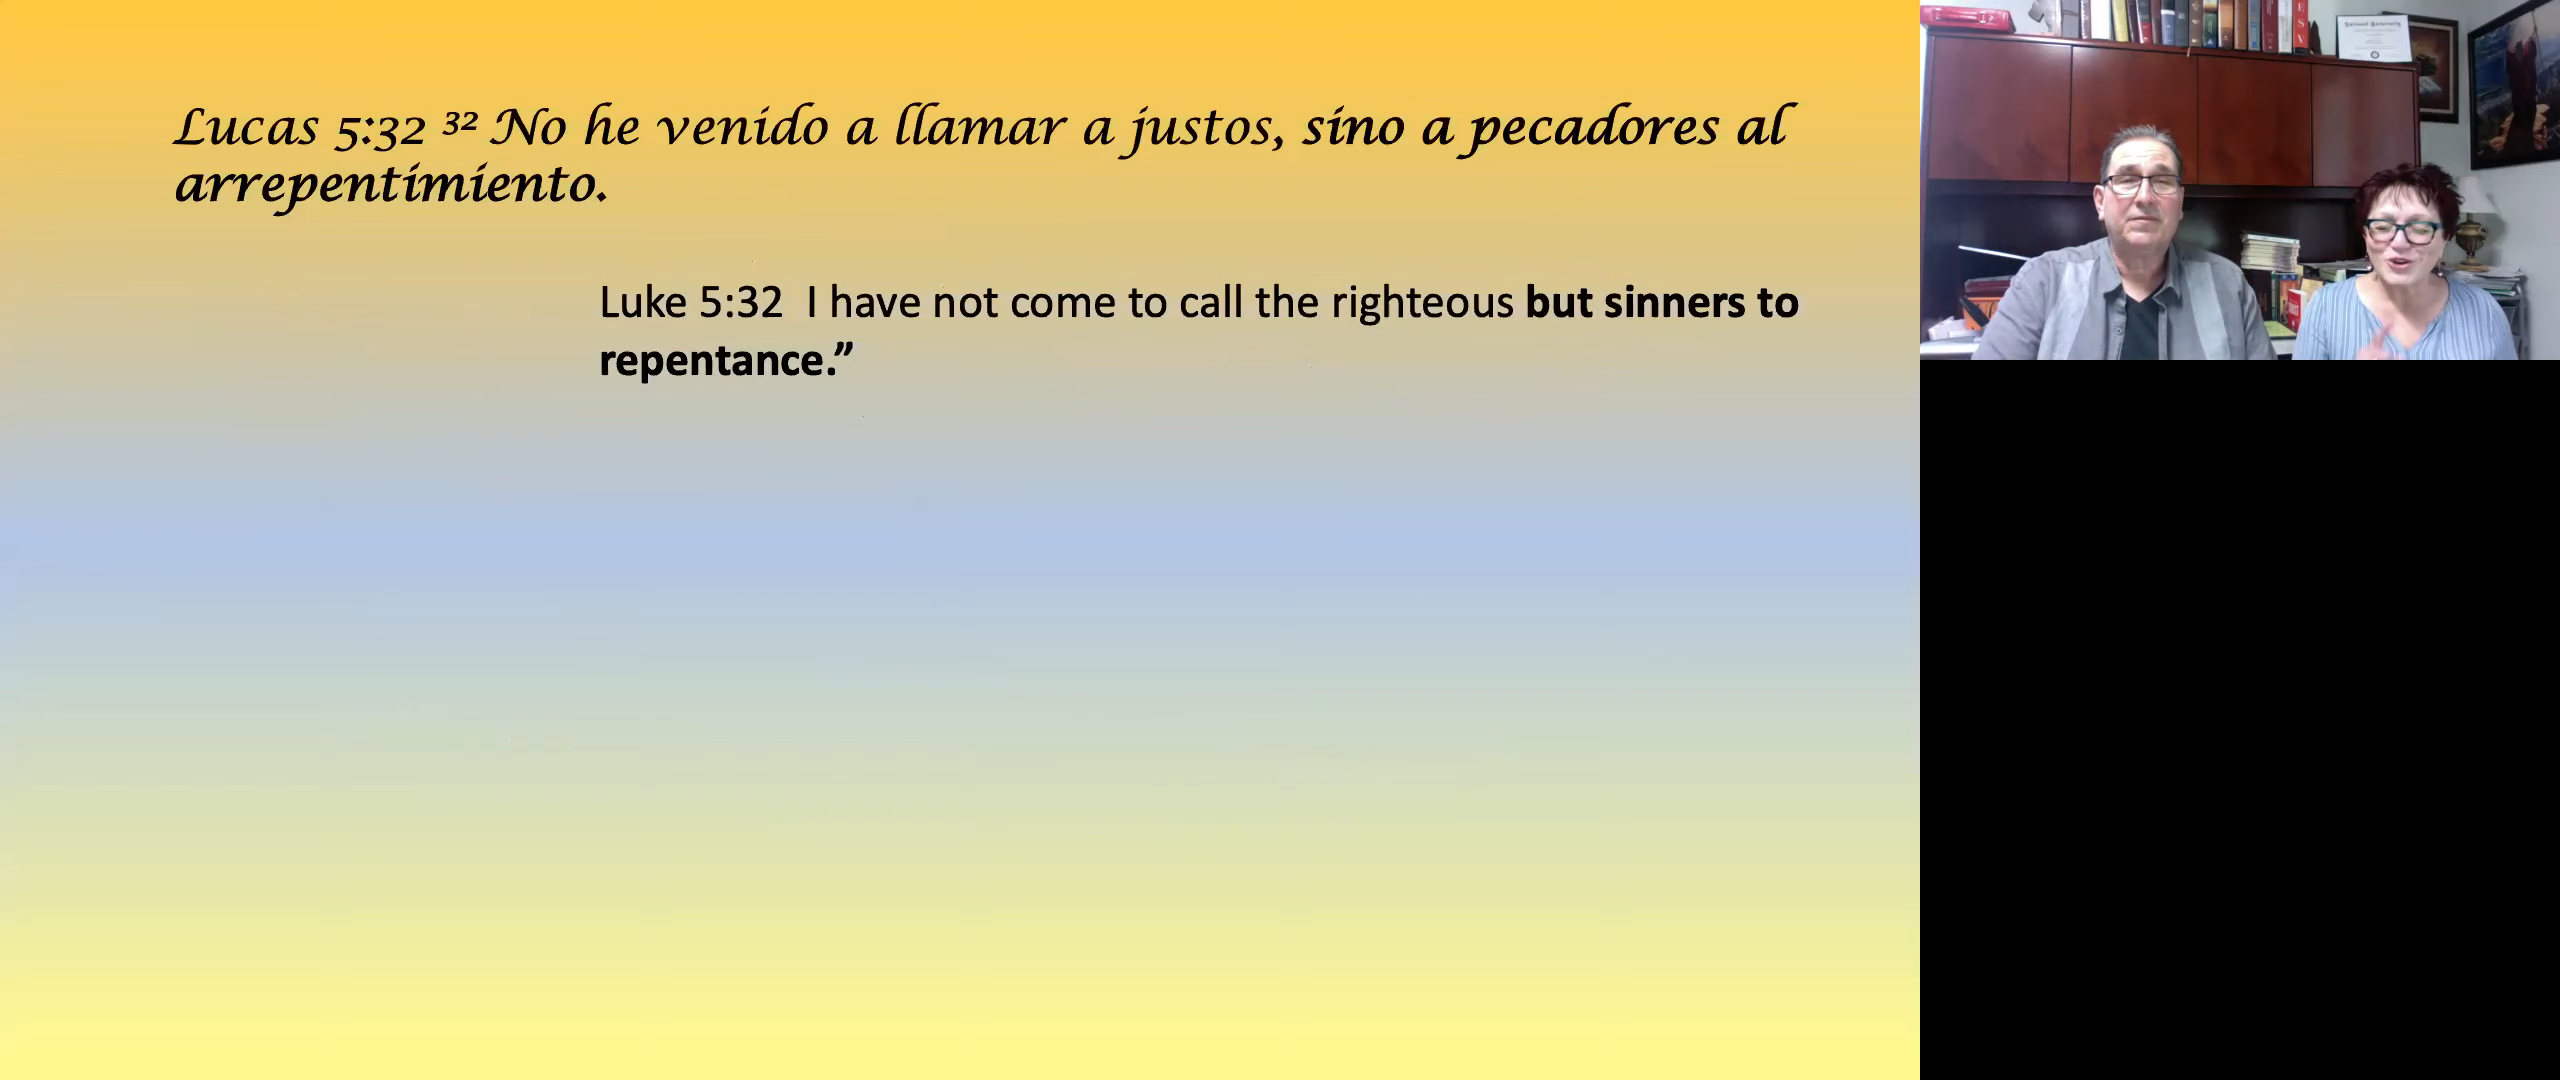 Lucas 5:32 ³² No he venido a llamar a justos, sino a pecadores al
arrepentimiento.
Luke 5:32  I have not come to call the righteous but sinners to
repentance.”